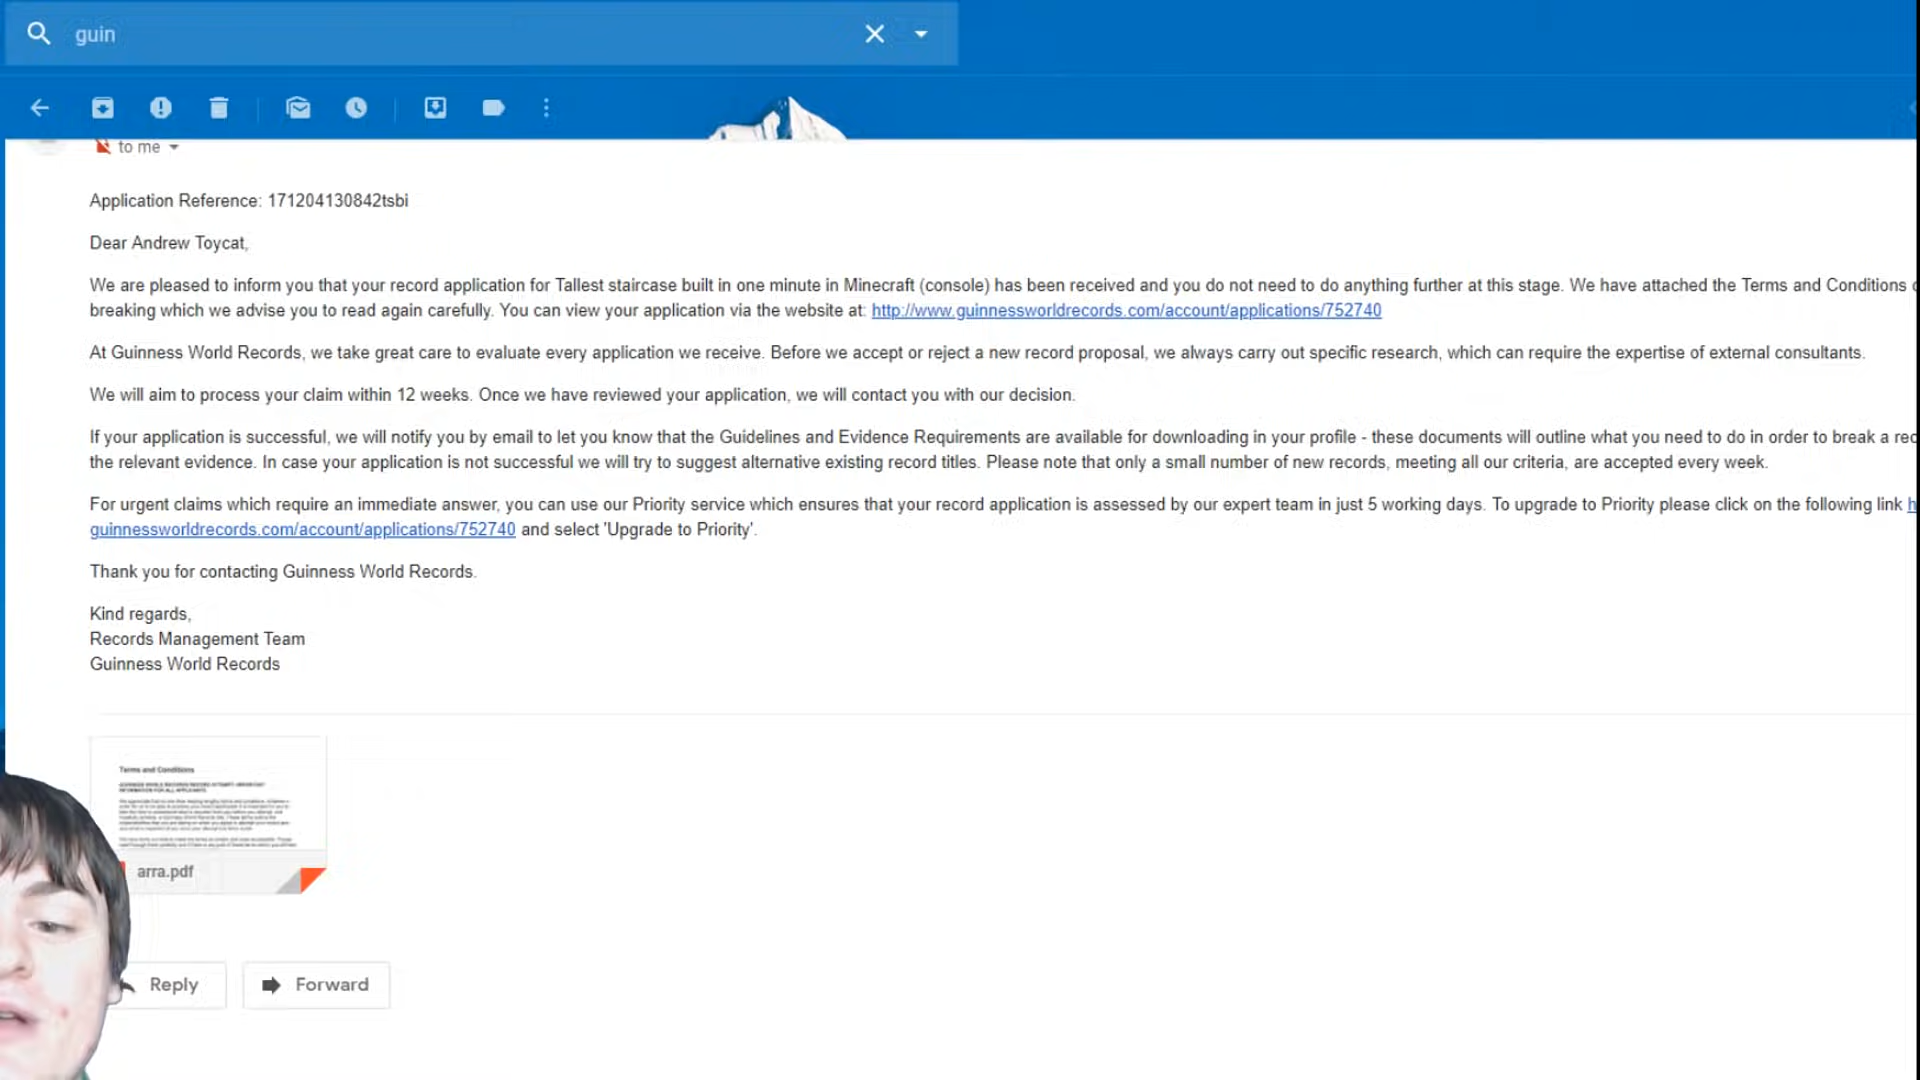 guin
to me
Application Reference: 171204130842tsbi
Dear Andrew Toycat,
We are pleased to inform you that your record application for Tallest staircase built in one minute in Minecraft (console) has been received and you do not need to do anything further at this stage. We have attached the Terms and Conditions
breaking which we advise you to read again carefully. You can view your application via the website at: http://www.guinnessworldrecords.com/account/applications/752740
At Guinness World Records, we take great care to evaluate every application we receive. Before we accept or reject a new record proposal, we always carry out specific research, which can require the expertise of external consultants.
We will aim to process your claim within 12 weeks. Once we have reviewed your application, we will contact you with our decision.
If your application is successful, we will notify you by email to let you know that the Guidelines and Evidence Requirements are available for downloading in your profile - these documents will outline what you need to do in order to break a rec
the relevant evidence. In case your application is not successful we will try to suggest alternative existing record titles. Please note that only a small number of new records, meeting all our criteria, are accepted every week.
For urgent claims which require an immediate answer, you can use our Priority service which ensures that your record application is assessed by our expert team in just 5 working days. To upgrade to Priority please click on the following link h
guinnessworldrecords.com/account/applications/752740 and select 'Upgrade to Priority'.
Thank you for contacting Guinness World Records.
Kind regards,
Records Management Team
Guinness World Records
Terms and Conditions
arra.pdf
Reply
Forward